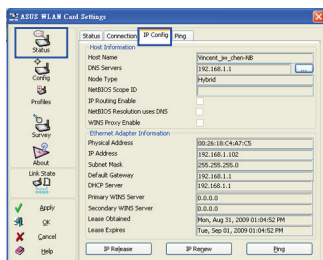 ASUS WLAN Card Settings
Status
Config
Profiles
Survey
About
Link State
Apply
OK
Cancel
Help
Status Connection IP Config Ping
Host Information
Host Name Vincent_jw_chen-NB
DNS Servers 192.168.1.1 ...
Node Type Hybrid
NetBIOS Scope ID
IP Routing Enable
NetBIOS Resolution uses DNS
WINS Proxy Enable
Ethernet Adapter Information
Physical Address 00:26:18:C4:A7:C5
IP Address 192.168.1.102
Subnet Mask 255.255.255.0
Default Gateway 192.168.1.1
DHCP Server 192.168.1.1
Primary WINS Server 0.0.0.0
Secondary WINS Server 0.0.0.0
Lease Obtained Mon, Aug 31, 2009 01:04:52 PM
Lease Expires Tue, Sep 01, 2009 01:04:52 PM
IP Release IP Renew Ping